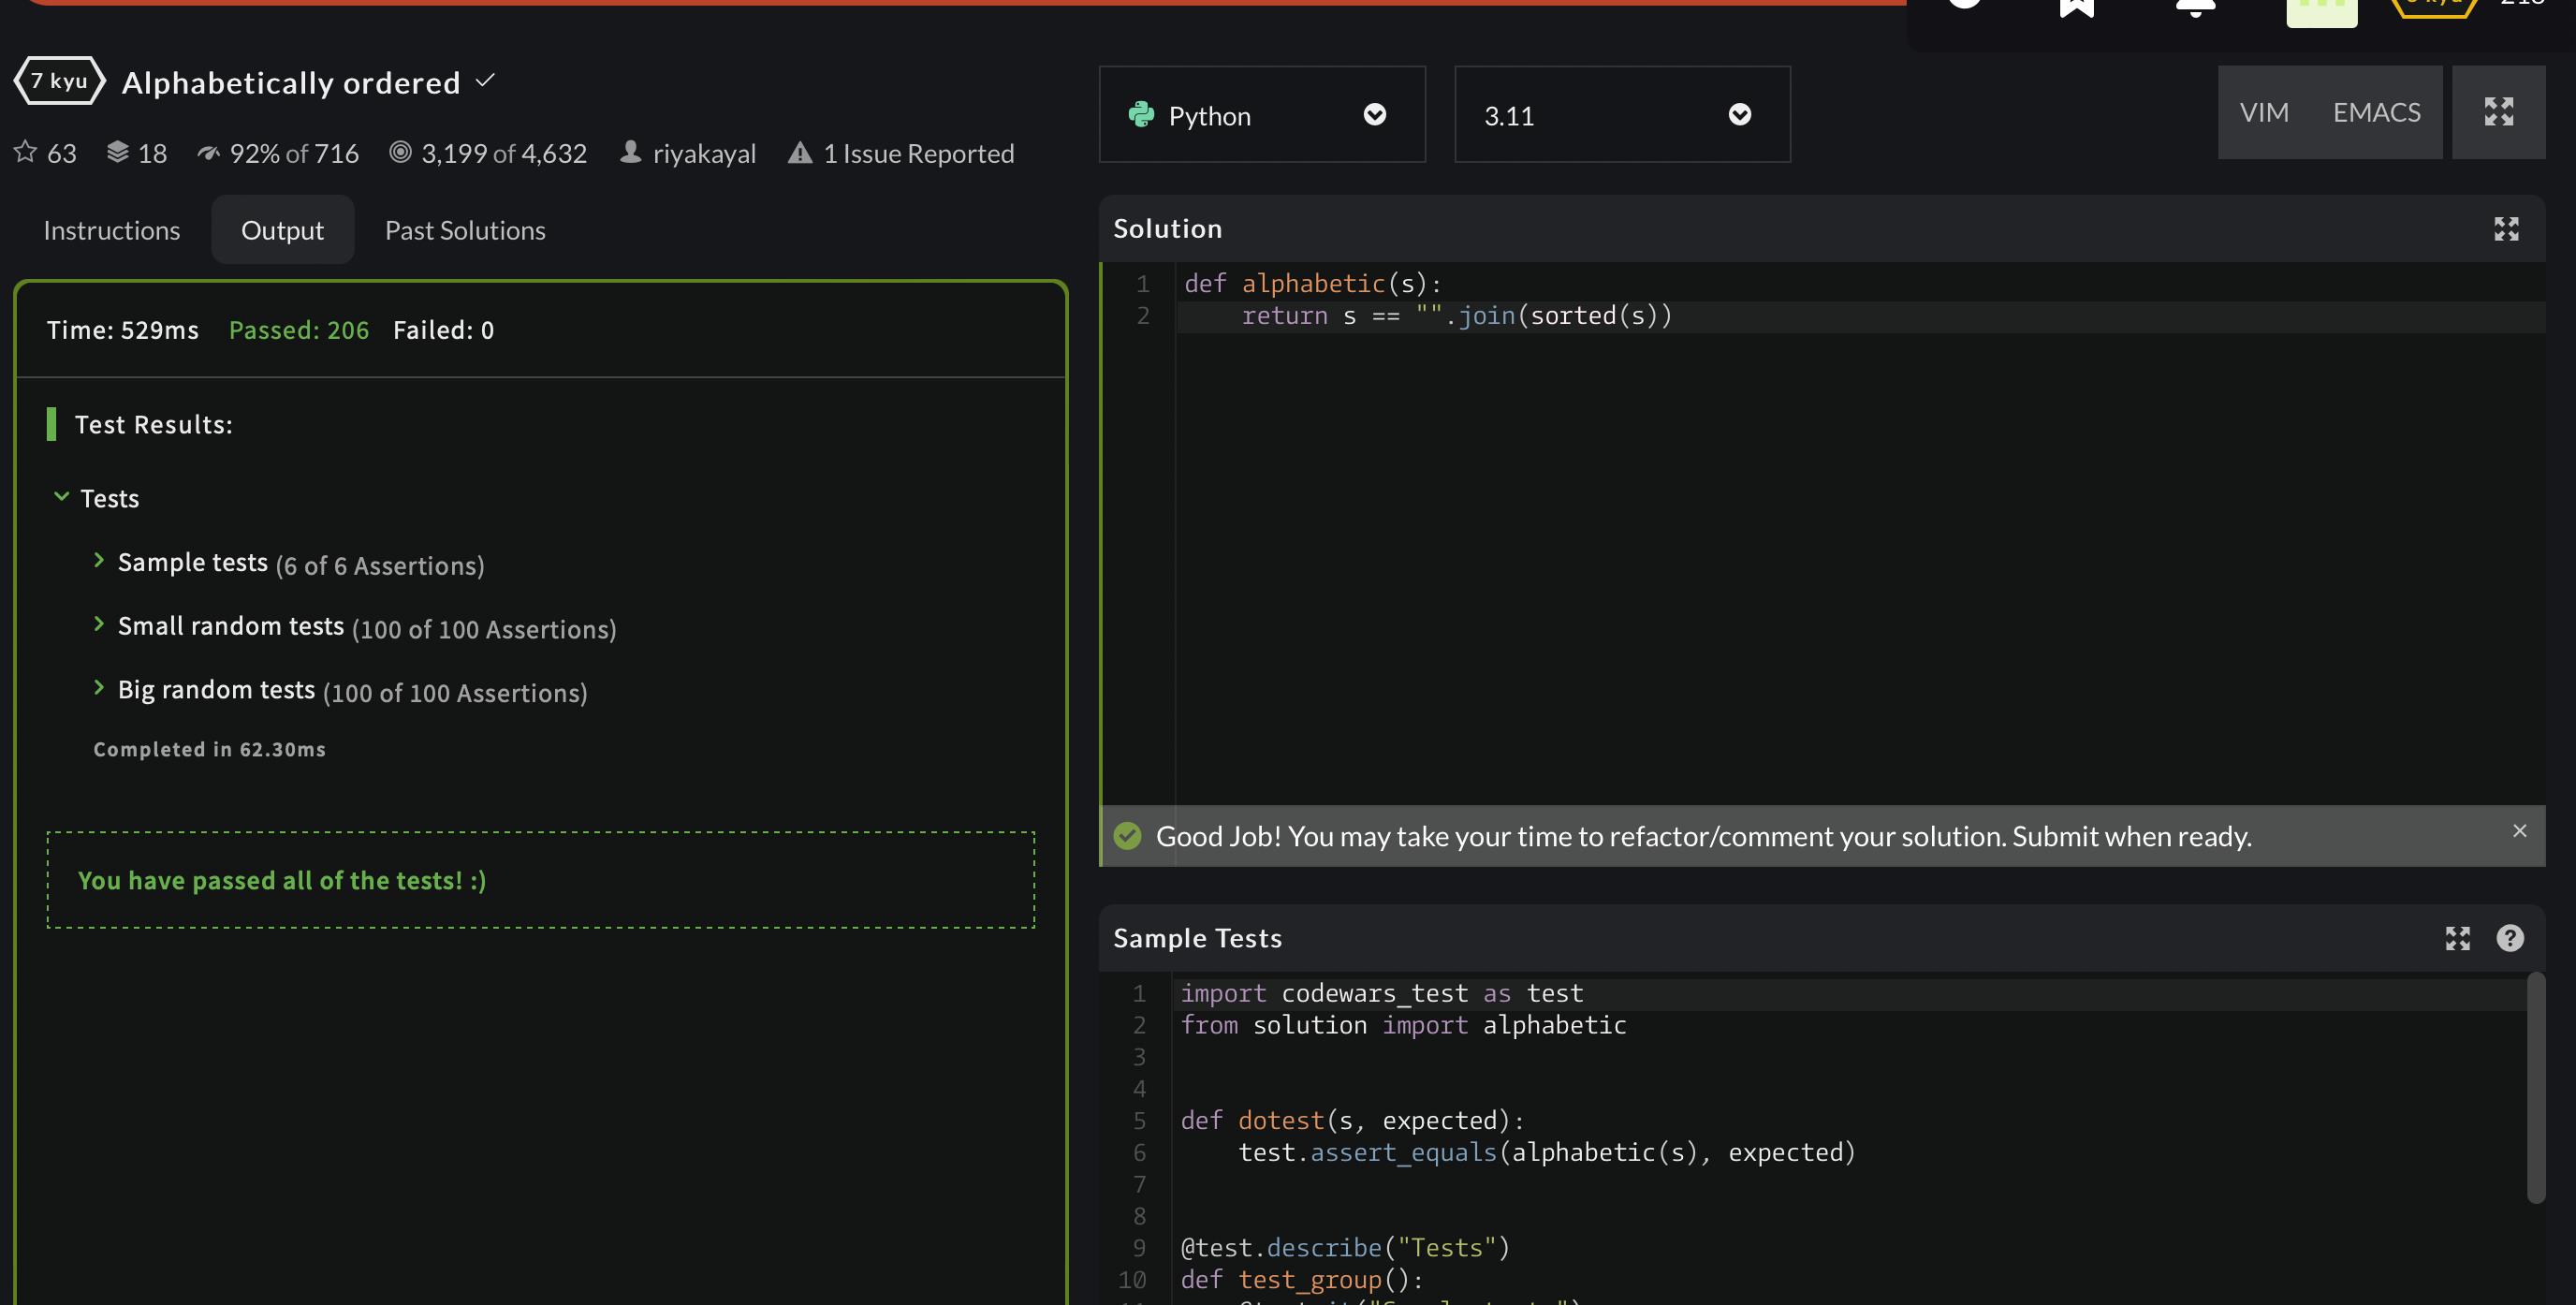 7 kyu Alphabetically ordered
63 18 92% of 716 3,199 of 4,632 riyakayal 1 Issue Reported
Instructions Output Past Solutions
Time: 529ms Passed: 206 Failed: 0
Test Results:
Tests
Sample tests (6 of 6 Assertions)
Small random tests (100 of 100 Assertions)
Big random tests (100 of 100 Assertions)
Completed in 62.30ms
You have passed all of the tests! :)
Python 3.11 VIM EMACS
Solution
1 def alphabetic(s):
2 return s == "".join(sorted(s))
Good Job! You may take your time to refactor/comment your solution. Submit when ready.
Sample Tests
1 import codewars_test as test
2 from solution import alphabetic
3
4
5 def dotest(s, expected):
6 test.assert_equals(alphabetic(s), expected)
7
8
9 @test.describe("Tests")
10 def test_group():